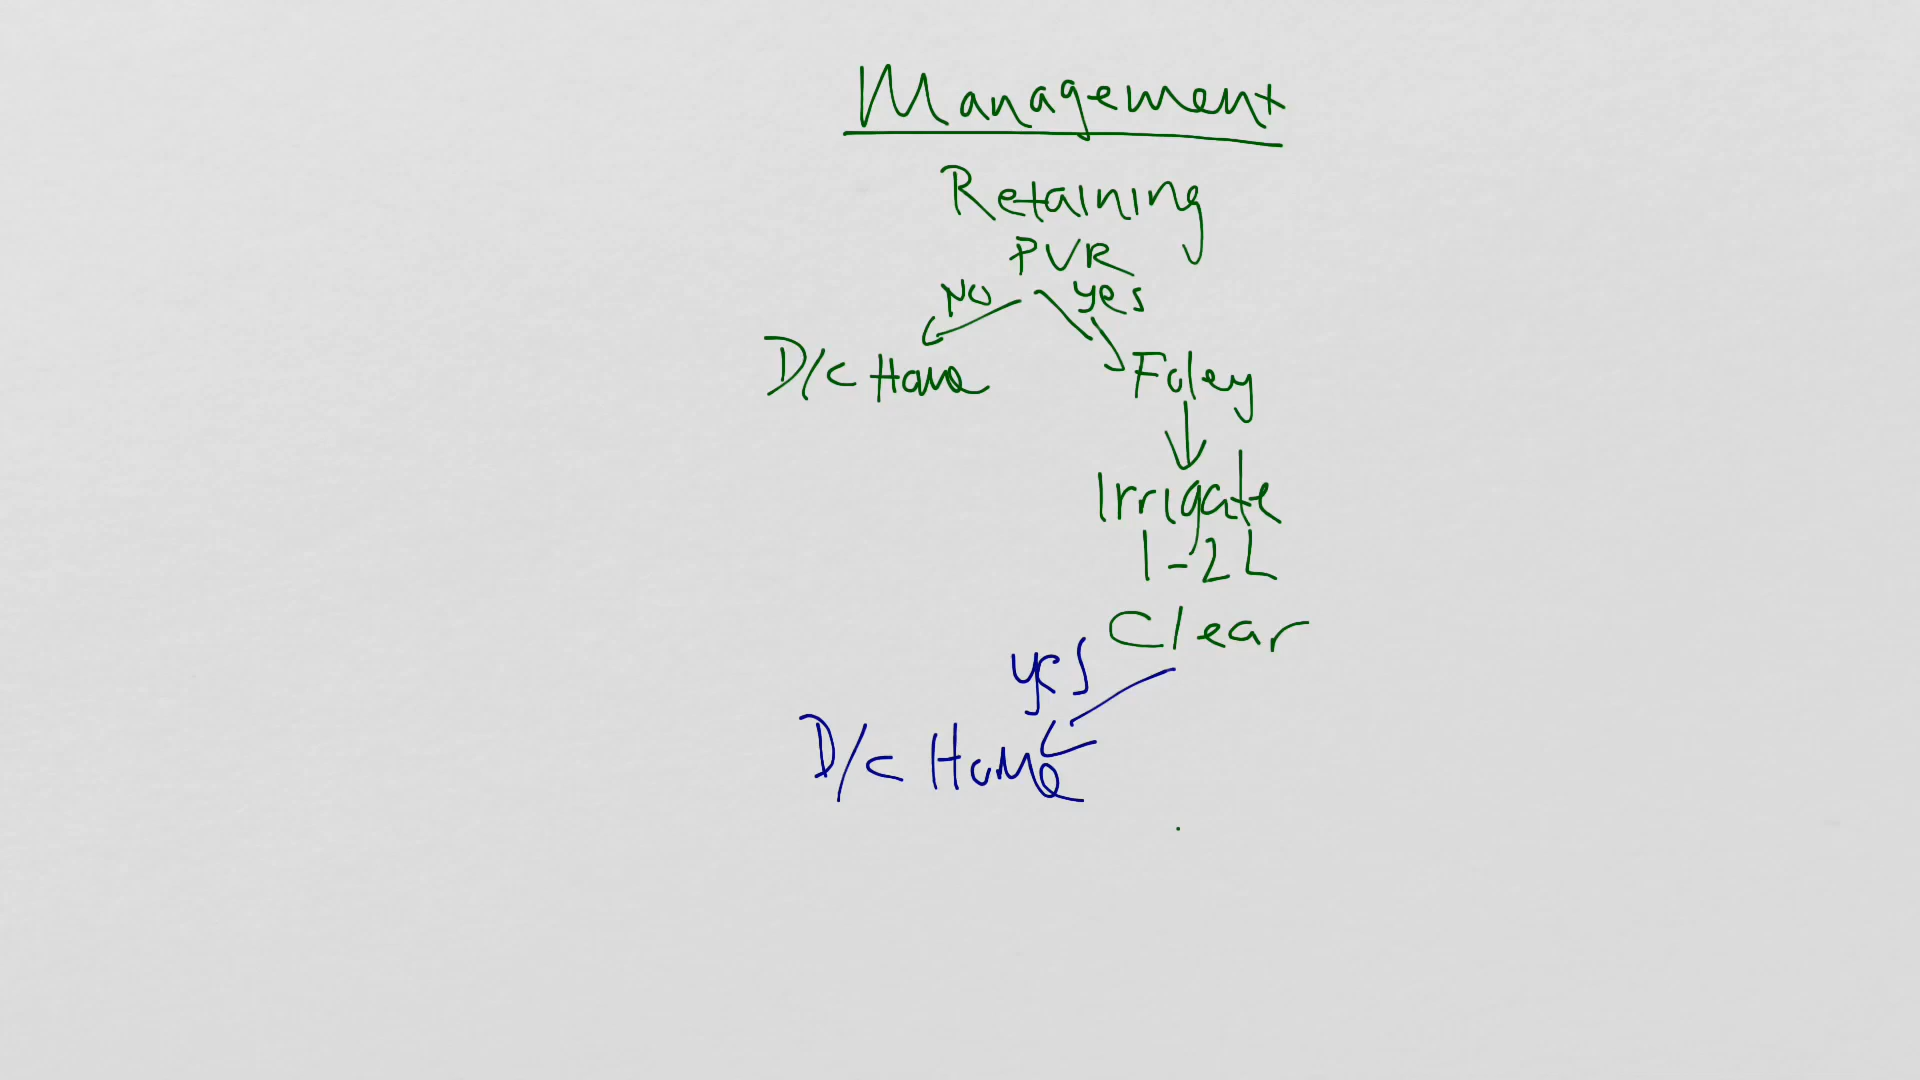 Management
Retaining
PVR
No yes
D/c Home Foley
Irrigate
1-2L
Clear
yes
D/c Home